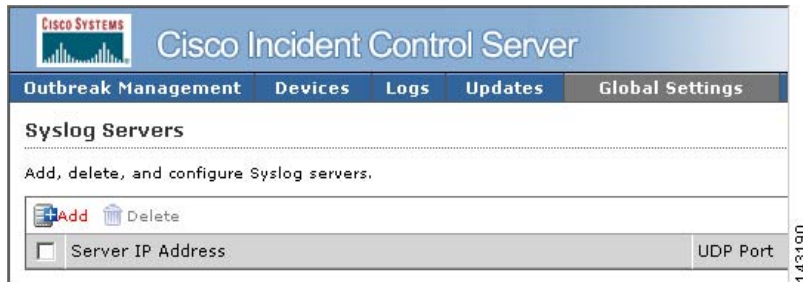 CISCO SYSTEMS
Cisco Incident Control Server
Outbreak Management Devices Logs Updates Global Settings
Syslog Servers
Add, delete, and configure Syslog servers.
Add Delete
Server IP Address UDP Port
143190